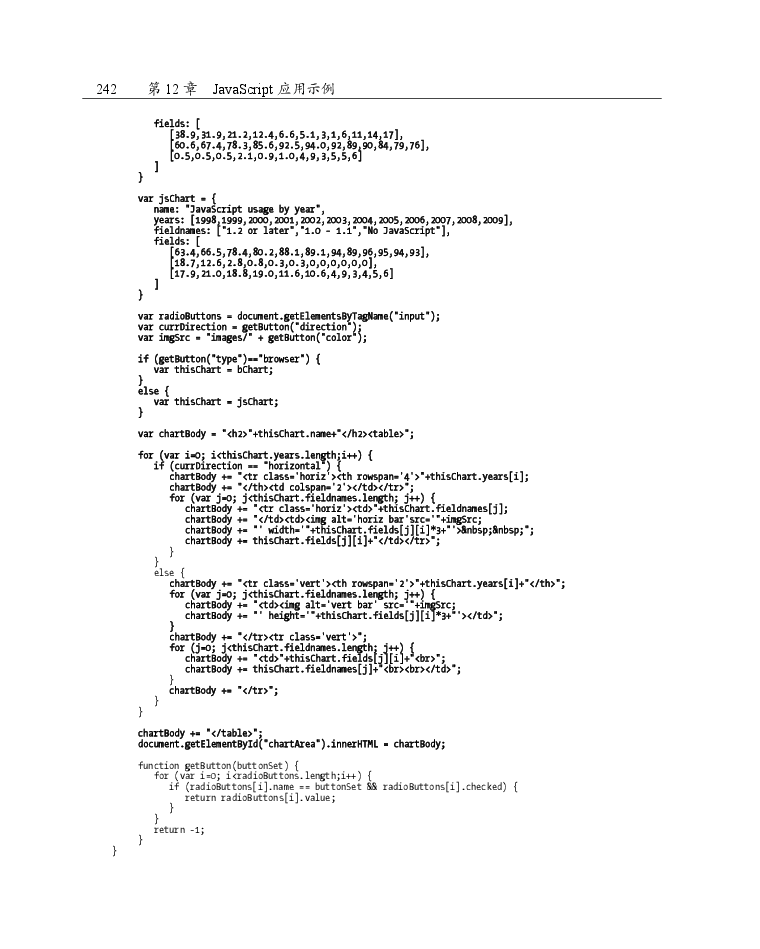 242 第 12 章 JavaScript 应用示例
fields: [
[38.9,31.9,21.2,12.4,6.6,5.1,3,1,6,11,14,17],
[60.6,67.4,78.3,85.6,92.5,94.0,92,89,90,84,79,76],
[0.5,0.5,0.5,2.1,0.9,1.0,4,9,3,5,5,6]
]
}
var jsChart = {
name: "JavaScript usage by year",
years: [1998,1999,2000,2001,2002,2003,2004,2005,2006,2007,2008,2009],
fieldnames: ["1.2 or later","1.0 - 1.1","No JavaScript"],
fields: [
[63.4,66.5,78.4,80.2,88.1,89.1,94,89,96,95,94,93],
[18.7,12.6,2.8,0.8,0.3,0.3,0,0,0,0,0,0],
[17.9,21.0,18.8,19.0,11.6,10.6,4,9,3,4,5,6]
]
}
var radioButtons = document.getElementsByTagName("input");
var currDirection = getButton("direction");
var imgSrc = "images/" + getButton("color");
if (getButton("type")=="browser") {
var thisChart = bChart;
}
else {
var thisChart = jsChart;
}
var chartBody = "<h2>"+thisChart.name+"</h2><table>";
for (var i=0; i<thisChart.years.length;i++) {
if (currDirection == "horizontal") {
chartBody += "<tr class='horiz'><th rowspan='4'>"+thisChart.years[i];
chartBody += "</th><td colspan='2'></td></tr>";
for (var j=0; j<thisChart.fieldnames.length; j++) {
chartBody += "<tr class='horiz'><td>"+thisChart.fieldnames[j];
chartBody += "</td><td><img alt='horiz bar'src='"+imgSrc;
chartBody += "' width='"+thisChart.fields[j][i]*3+"'>&nbsp;&nbsp;";
chartBody += thisChart.fields[j][i]+"</td></tr>";
}
}
else {
chartBody += "<tr class='vert'><th rowspan='2'>"+thisChart.years[i]+"</th>";
for (var j=0; j<thisChart.fieldnames.length; j++) {
chartBody += "<td><img alt='vert bar' src='"+imgSrc;
chartBody += "' height='"+thisChart.fields[j][i]*3+"'></td>";
}
chartBody += "</tr><tr class='vert'>";
for (j=0; j<thisChart.fieldnames.length; j++) {
chartBody += "<td>"+thisChart.fields[j][i]+"<br>";
chartBody += thisChart.fieldnames[j]+"<br><br></td>";
}
chartBody += "</tr>";
}
}
chartBody += "</table>";
document.getElementById("chartArea").innerHTML = chartBody;
function getButton(buttonSet) {
for (var i=0; i<radioButtons.length;i++) {
if (radioButtons[i].name == buttonSet && radioButtons[i].checked) {
return radioButtons[i].value;
}
}
return -1;
}
}